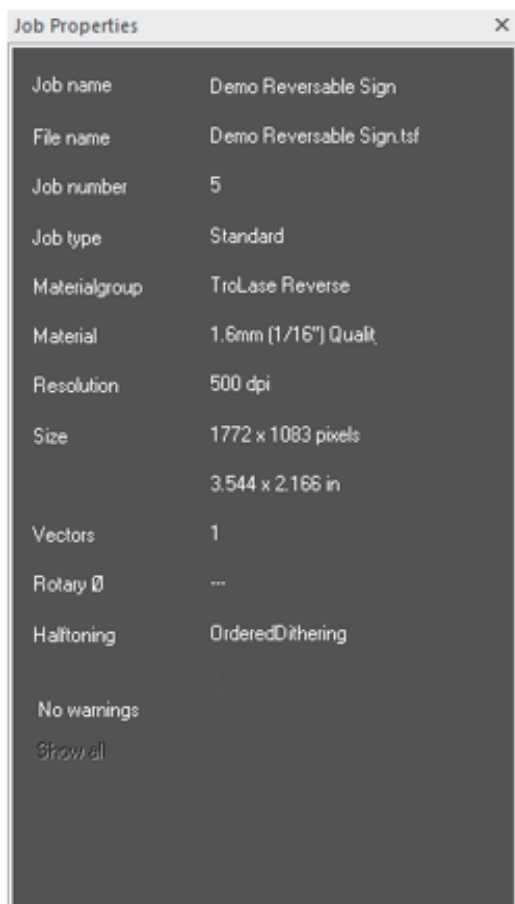 Job Properties
Job name Demo Reversable Sign
File name Demo Reversable Sign.tsf
Job number 5
Job type Standard
Materialgroup TroLase Reverse
Material 1.6mm (1/16") Qualit
Resolution 500 dpi
Size 1772 x 1083 pixels
3.544 x 2.166 in
Vectors 1
Rotary Ø ---
Halftoning OrderedDithering
No warnings
Show all